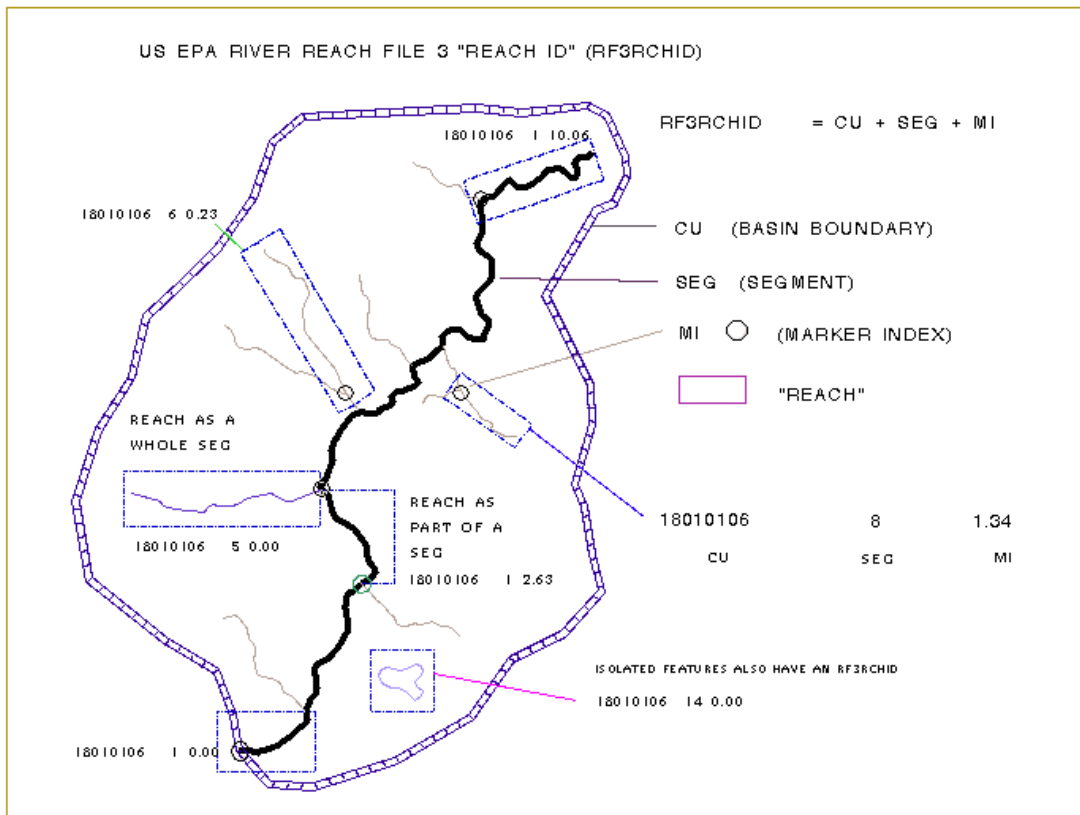 US EPA RIVER REACH FILE 3 "REACH ID" (RF3RCHID)
RF3RCHID = CU + SEG + MI
18010106 1 10.06
18010106 6 0.23
CU (BASIN BOUNDARY)
SEG (SEGMENT)
MI (MARKER INDEX)
"REACH"
REACH AS A
WHOLE SEG
18010106 5 0.00
REACH AS
PART OF A
SEG
18010106 1 2.63
18010106 8 1.34
CU SEG MI
ISOLATED FEATURES ALSO HAVE AN RF3RCHID
18010106 14 0.00
18010106 1 0.00